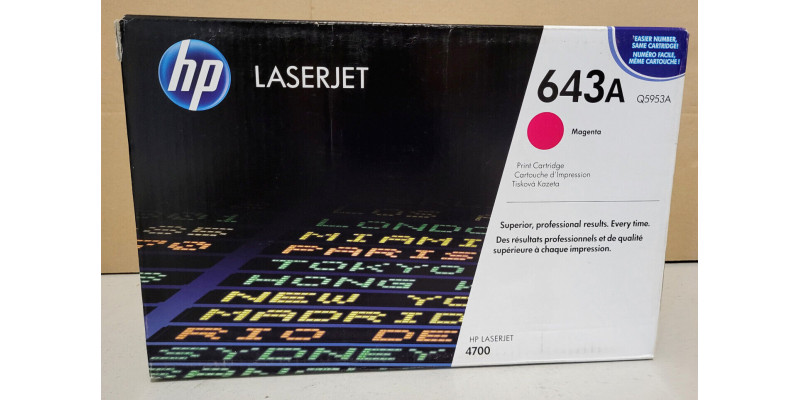 hp
LASERJET
EASIER NUMBER,
SAME CARTRIDGE!
NUMÉRO FACILE,
MÊME CARTOUCHE!
643A Q5953A
Magenta
Print Cartridge
Cartouche d'Impression
Tisková Kazeta
Superior, professional results. Every time.
Des résultats professionnels et de qualité
supérieure à chaque impression.
MIAMI
PARIS
TOKYO
HONG KON
NEW YO
MADRID
RIO DE
SYDNEY
HP LASERJET
4700